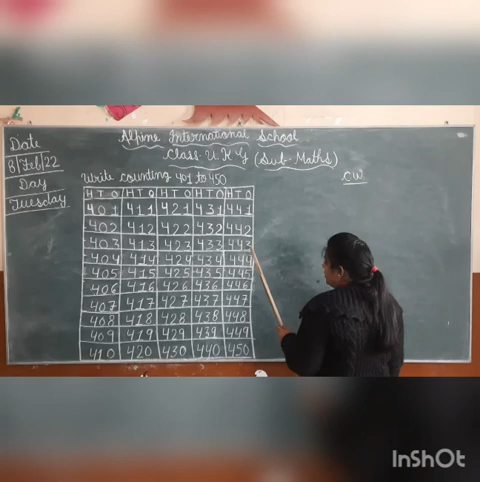 Alpine International School
Date
Class- U.K.G (Sub- Maths)
8/Feb/22
Day
Tuesday
Write counting 401 to 450
C.W
H T O H T O H T O H T O H T O
401 411 421 431 441
402 412 422 432 442
403 413 423 433 443
404 414 424 434 444
405 415 425 435 445
406 416 426 436 446
407 417 427 437 447
408 418 428 438 448
409 419 429 439 449
410 420 430 440 450
InShOt